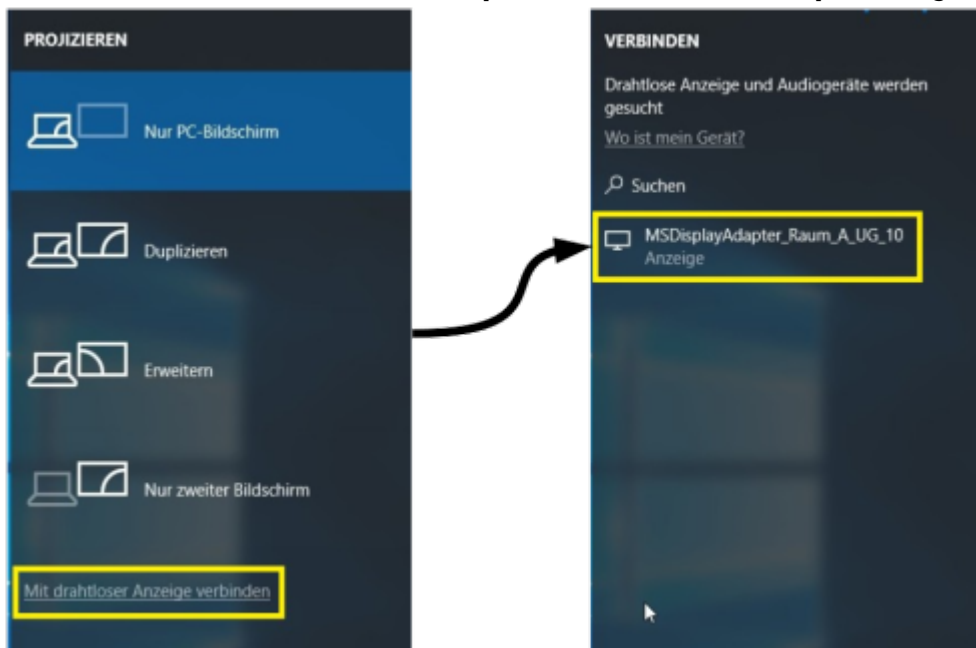 PROJIZIEREN
Nur PC-Bildschirm
Duplizieren
Erweitern
Nur zweiter Bildschirm
Mit drahtloser Anzeige verbinden
VERBINDEN
Drahtlose Anzeige und Audiogeräte werden
gesucht
Wo ist mein Gerät?
Suchen
MSDisplayAdapter_Raum_A_UG_10
Anzeige